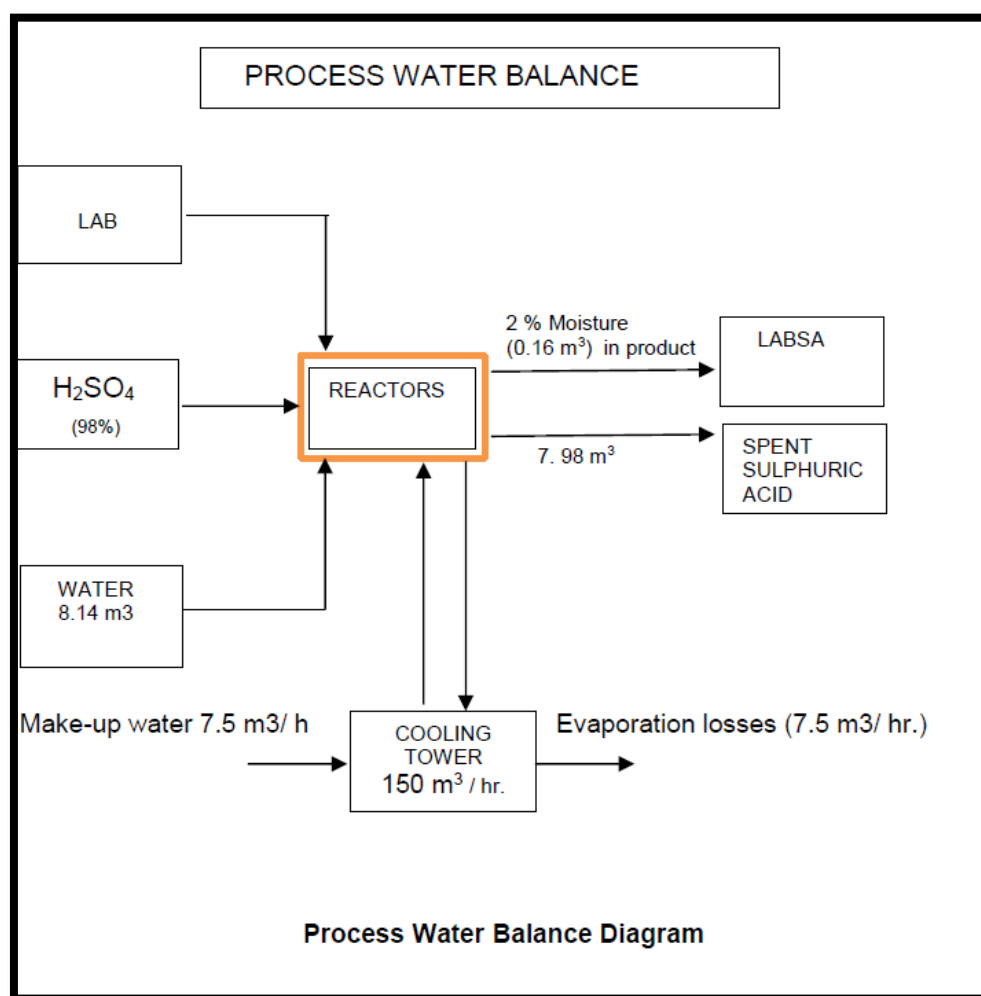 PROCESS WATER BALANCE
LAB
H₂SO₄
(98%)
WATER
8.14 m3
REACTORS
2 % Moisture
(0.16 m³) in product
LABSA
7. 98 m³
SPENT
SULPHURIC
ACID
Make-up water 7.5 m3/ h
COOLING
TOWER
150 m³ / hr.
Evaporation losses (7.5 m3/ hr.)
Process Water Balance Diagram